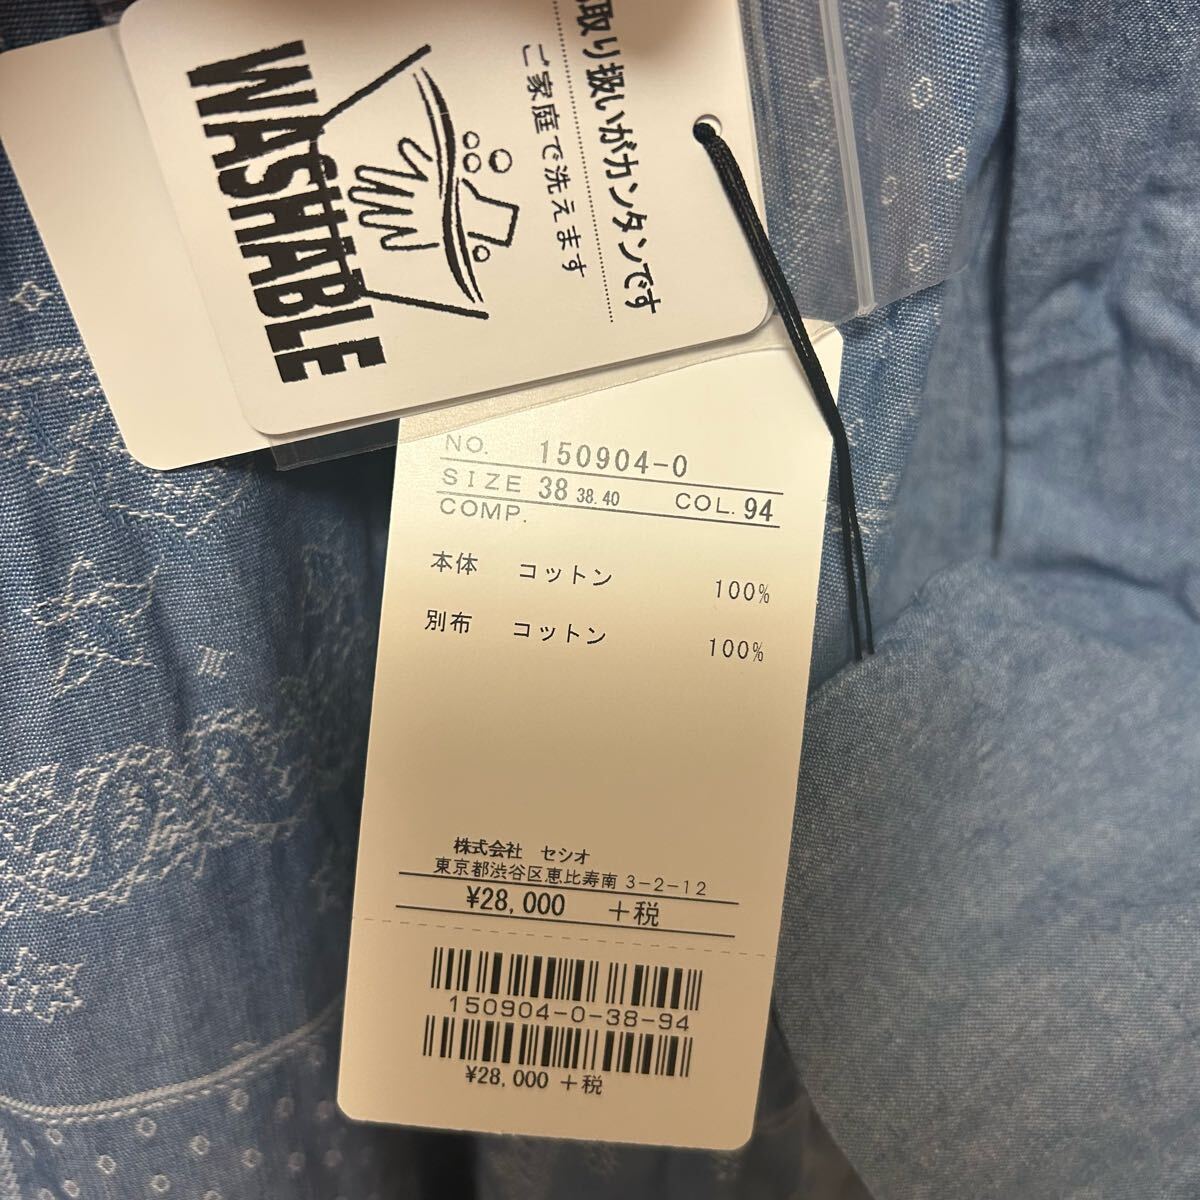 取り扱いがカンタンです
ご家庭で洗えます
WASHABLE
NO. 150904-0
SIZE 38 38.40 COL. 94
COMP.
本体 コットン 100%
別布 コットン 100%
株式会社 セシオ
東京都渋谷区恵比寿南 3-2-12
¥28,000 +税
150904-0-38-94
¥28,000 +税